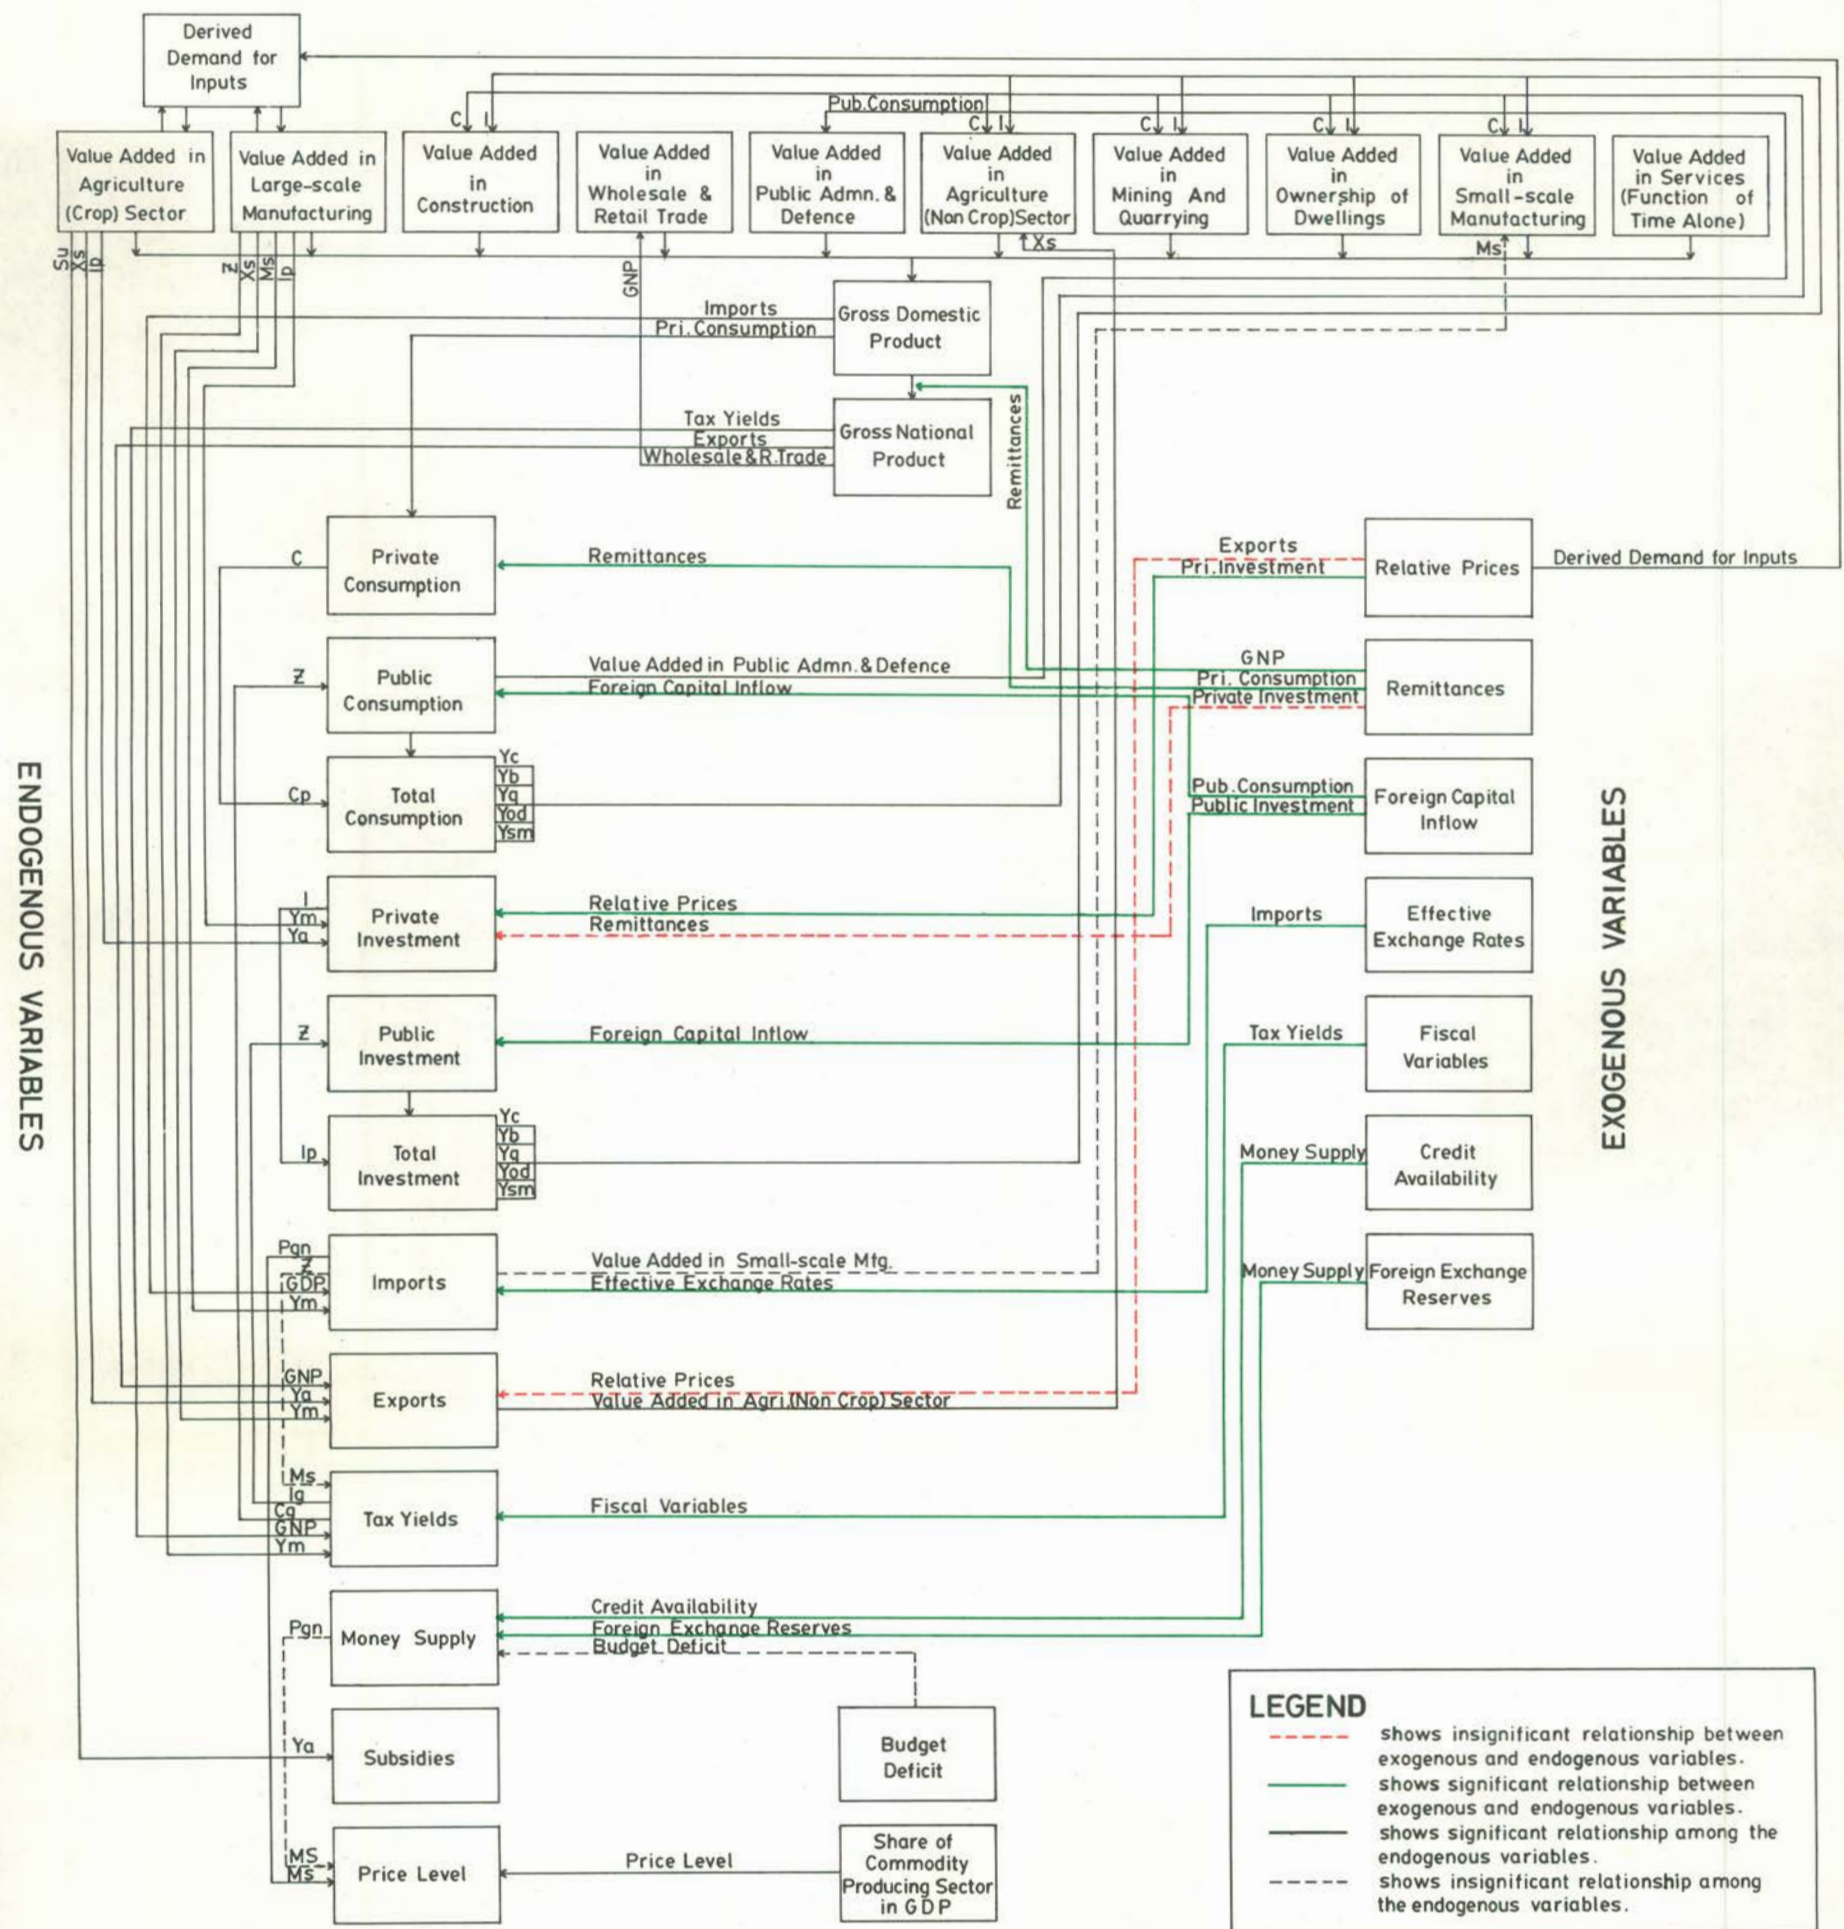 Derived
Demand for
Inputs
Pub.Consumption
C I
C I
C I
C I
C I
Value Added in
Agriculture
(Crop) Sector
Value Added in
Large-scale
Manufacturing
Value Added
in
Construction
Value Added
in
Wholesale &
Retail Trade
Value Added
in
Public Admn. &
Defence
Value Added
in
Agriculture
(Non Crop)Sector
Value Added
in
Mining And
Quarrying
Value Added
in
Ownership of
Dwellings
Value Added
in
Small-scale
Manufacturing
Value Added
in Services
(Function of
Time Alone)
Su
Xs
Ip
Z
Xs
Ms
Ip
GNP
Xs
Ms
Imports
Pri. Consumption
Gross Domestic
Product
Remittances
Tax Yields
Exports
Wholesale&R.Trade
Gross National
Product
C
Private
Consumption
Remittances
Exports
Pri.Investment
Relative Prices
Derived Demand for Inputs
Z
Public
Consumption
Value Added in Public Admn.& Defence
Foreign Capital Inflow
GNP
Pri. Consumption
Private Investment
Remittances
Cp
Total
Consumption
Yc
Yb
Yq
Yod
Ysm
Pub.Consumption
Public Investment
Foreign Capital
Inflow
ENDOGENOUS VARIABLES
EXOGENOUS VARIABLES
I
Ym
Ya
Private
Investment
Relative Prices
Remittances
Imports
Effective
Exchange Rates
Z
Public
Investment
Foreign Capital Inflow
Tax Yields
Fiscal
Variables
Ip
Total
Investment
Yc
Yb
Yq
Yod
Ysm
Money Supply
Credit
Availability
Pgn
Z
GDP
Ym
Imports
Value Added in Small-scale Mfg.
Effective Exchange Rates
Money Supply
Foreign Exchange
Reserves
GNP
Ya
Ym
Exports
Relative Prices
Value Added in Agri.(Non Crop) Sector
Ms
Ig
Cg
GNP
Ym
Tax Yields
Fiscal Variables
Pgn
Money Supply
Credit Availability
Foreign Exchange Reserves
Budget Deficit
Ya
Subsidies
Budget
Deficit
MS
Ms
Price Level
Price Level
Share of
Commodity
Producing Sector
in GDP
LEGEND
shows insignificant relationship between
exogenous and endogenous variables.
shows significant relationship between
exogenous and endogenous variables.
shows significant relationship among the
endogenous variables.
shows insignificant relationship among
the endogenous variables.